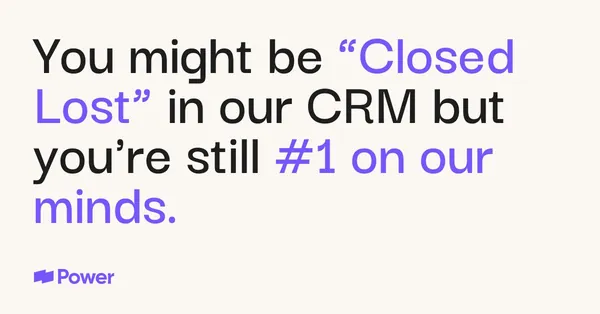 You might be “Closed
Lost” in our CRM but
you’re still #1 on our
minds.
Power